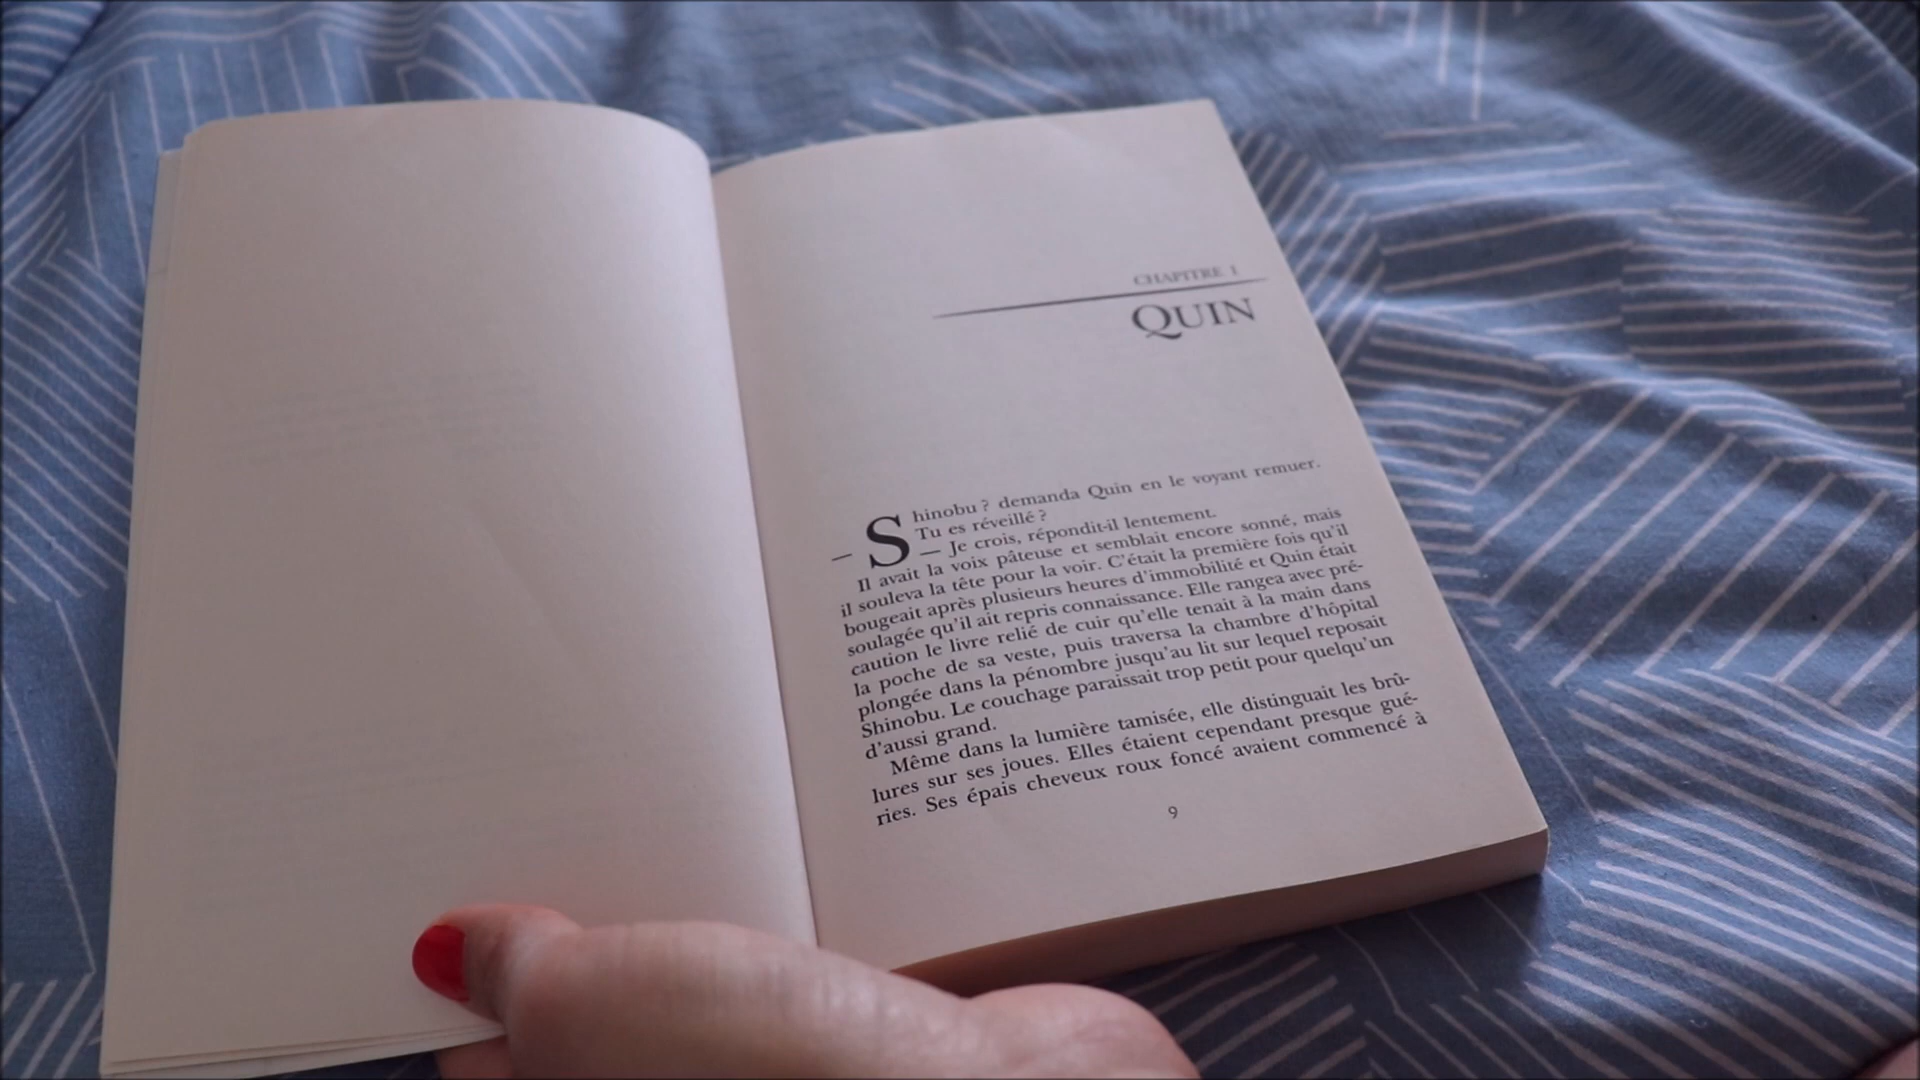 CHAPITRE 1
QUIN
– Shinobu ? demanda Quin en le voyant remuer.
Tu es réveillé ?
— Je crois, répondit-il lentement.
Il avait la voix pâteuse et semblait encore sonné, mais
il souleva la tête pour la voir. C’était la première fois qu’il
bougeait après plusieurs heures d’immobilité et Quin était
soulagée qu’il ait repris connaissance. Elle rangea avec pré-
caution le livre relié de cuir qu’elle tenait à la main dans
la poche de sa veste, puis traversa la chambre d’hôpital
plongée dans la pénombre jusqu’au lit sur lequel reposait
Shinobu. Le couchage paraissait trop petit pour quelqu’un
d’aussi grand.
Même dans la lumière tamisée, elle distinguait les brû-
lures sur ses joues. Elles étaient cependant presque gué-
ries. Ses épais cheveux roux foncé avaient commencé à
9